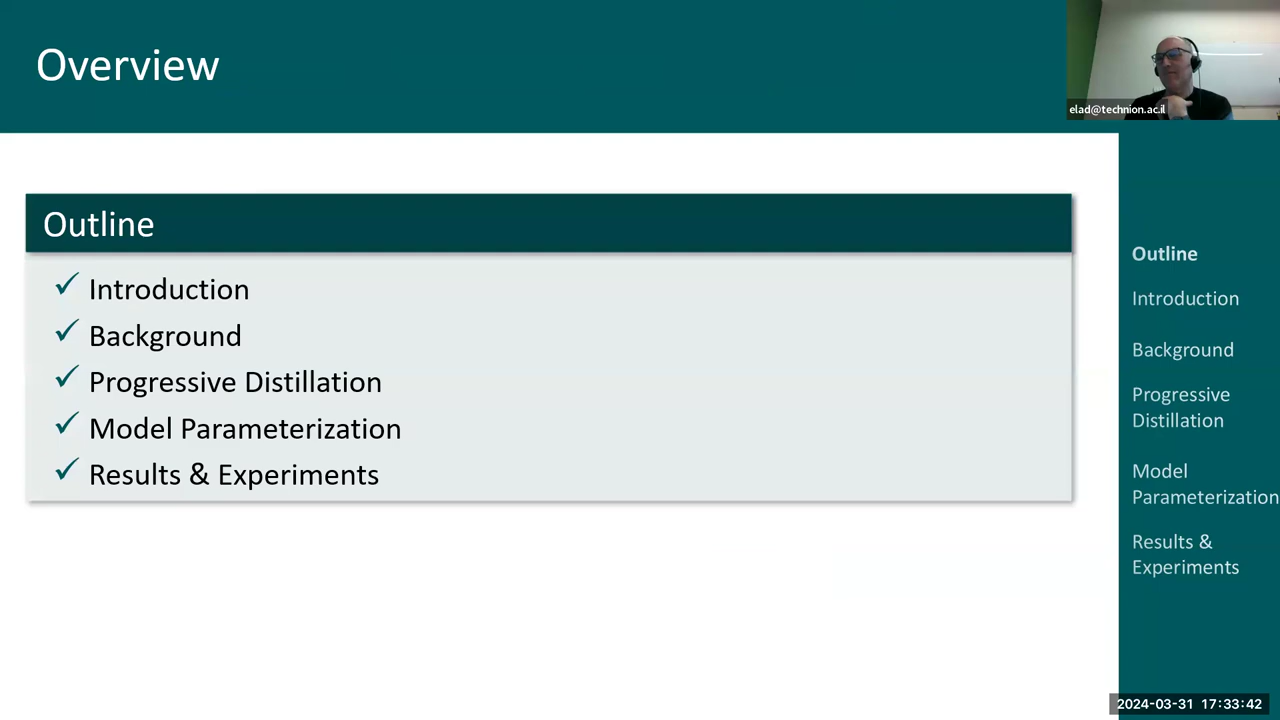 Overview
elad@technion.ac.il
Outline
Introduction
Background
Progressive Distillation
Model Parameterization
Results & Experiments
Outline
Introduction
Background
Progressive
Distillation
Model
Parameterization
Results &
Experiments
2024-03-31 17:33:42